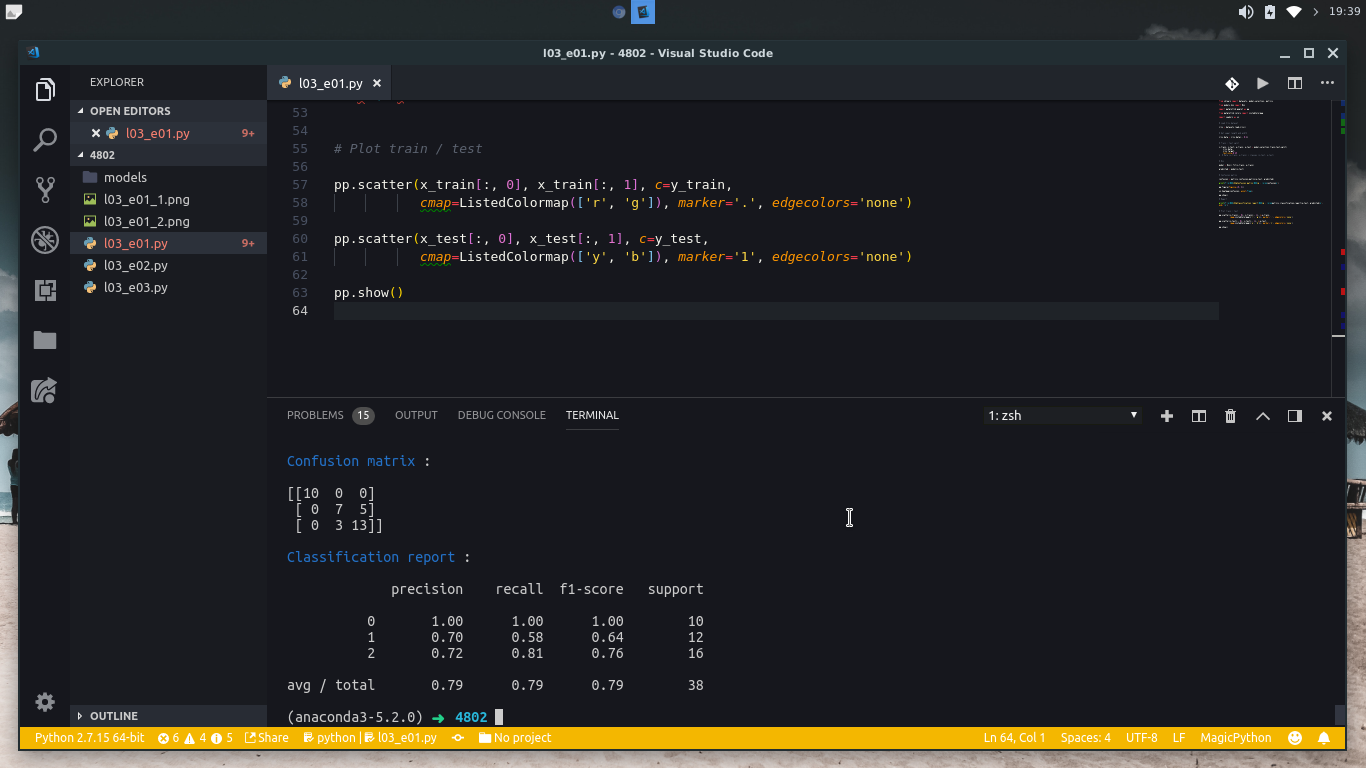 19:39
l03_e01.py - 4802 - Visual Studio Code
EXPLORER
OPEN EDITORS
l03_e01.py 9+
4802
models
l03_e01_1.png
l03_e01_2.png
l03_e01.py 9+
l03_e02.py
l03_e03.py
OUTLINE
l03_e01.py
53
54
55 # Plot train / test
56
57 pp.scatter(x_train[:, 0], x_train[:, 1], c=y_train,
58 cmap=ListedColormap(['r', 'g']), marker='.', edgecolors='none')
59
60 pp.scatter(x_test[:, 0], x_test[:, 1], c=y_test,
61 cmap=ListedColormap(['y', 'b']), marker='1', edgecolors='none')
62
63 pp.show()
64
PROBLEMS 15 OUTPUT DEBUG CONSOLE TERMINAL 1: zsh
Confusion matrix :
[[10 0 0]
[ 0 7 5]
[ 0 3 13]]
Classification report :
precision recall f1-score support
0 1.00 1.00 1.00 10
1 0.70 0.58 0.64 12
2 0.72 0.81 0.76 16
avg / total 0.79 0.79 0.79 38
(anaconda3-5.2.0) ➜ 4802
Python 2.7.15 64-bit 6 4 5 Share python | l03_e01.py No project Ln 64, Col 1 Spaces: 4 UTF-8 LF MagicPython